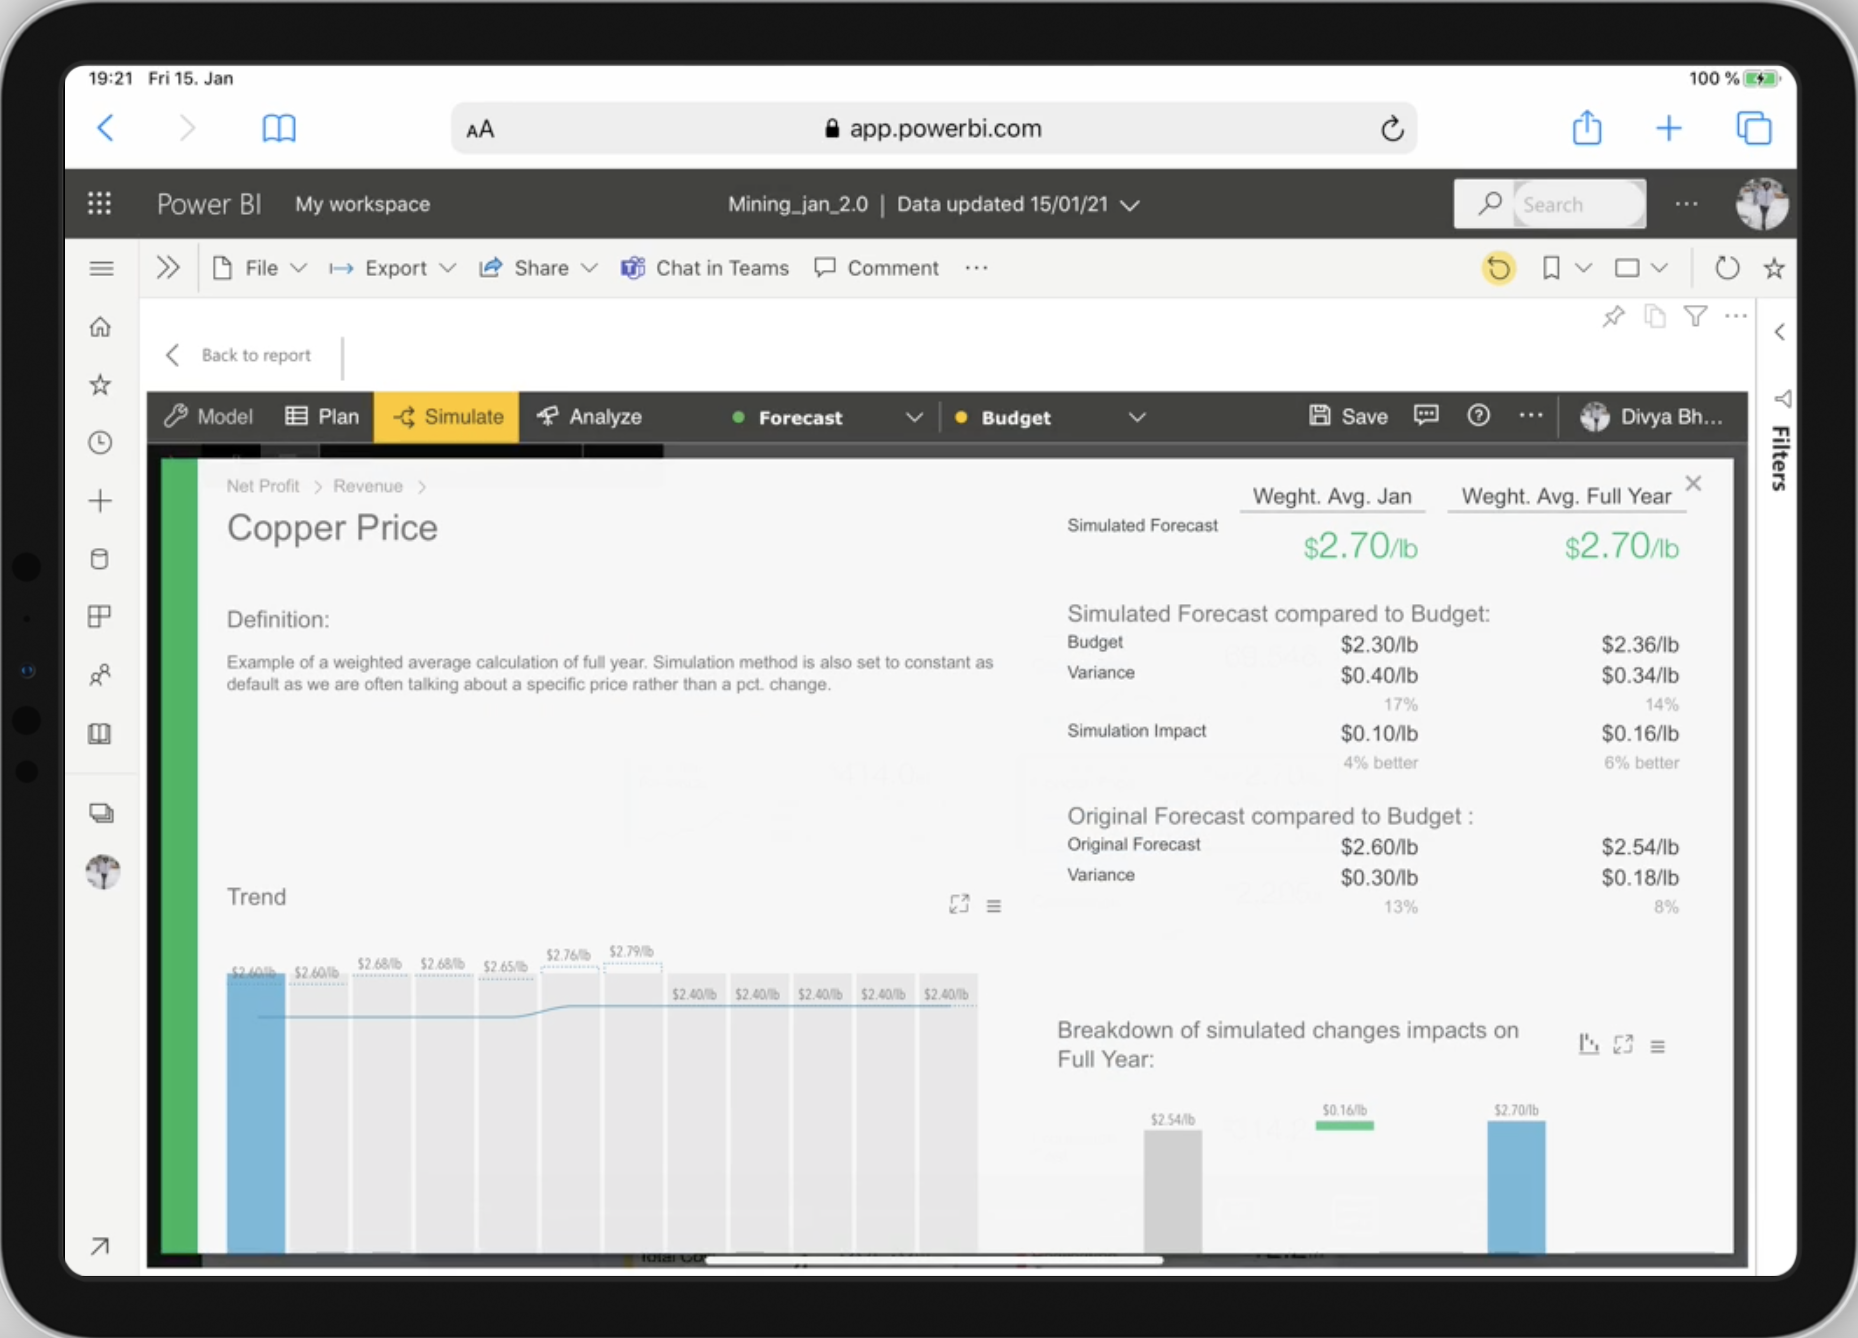 19:21 Fri 15. Jan
100 %
AA
app.powerbi.com
Power BI My workspace
Mining_jan_2.0 | Data updated 15/01/21
Search
File Export Share Chat in Teams Comment ...
Back to report
Model Plan Simulate Analyze
Forecast Budget
Save
Divya Bh...
Filters
Net Profit > Revenue >
Copper Price
Weght. Avg. Jan Weght. Avg. Full Year
Simulated Forecast $2.70/lb $2.70/lb
Definition:
Example of a weighted average calculation of full year. Simulation method is also set to constant as
default as we are often talking about a specific price rather than a pct. change.
Simulated Forecast compared to Budget:
Budget $2.30/lb $2.36/lb
Variance $0.40/lb $0.34/lb
17% 14%
Simulation Impact $0.10/lb $0.16/lb
4% better 6% better
Original Forecast compared to Budget :
Original Forecast $2.60/lb $2.54/lb
Variance $0.30/lb $0.18/lb
13% 8%
Trend
$2.60/lb $2.60/lb $2.68/lb $2.68/lb $2.65/lb $2.76/lb $2.79/lb $2.40/lb $2.40/lb $2.40/lb $2.40/lb $2.40/lb
Breakdown of simulated changes impacts on
Full Year:
$2.54/lb $0.16/lb $2.70/lb